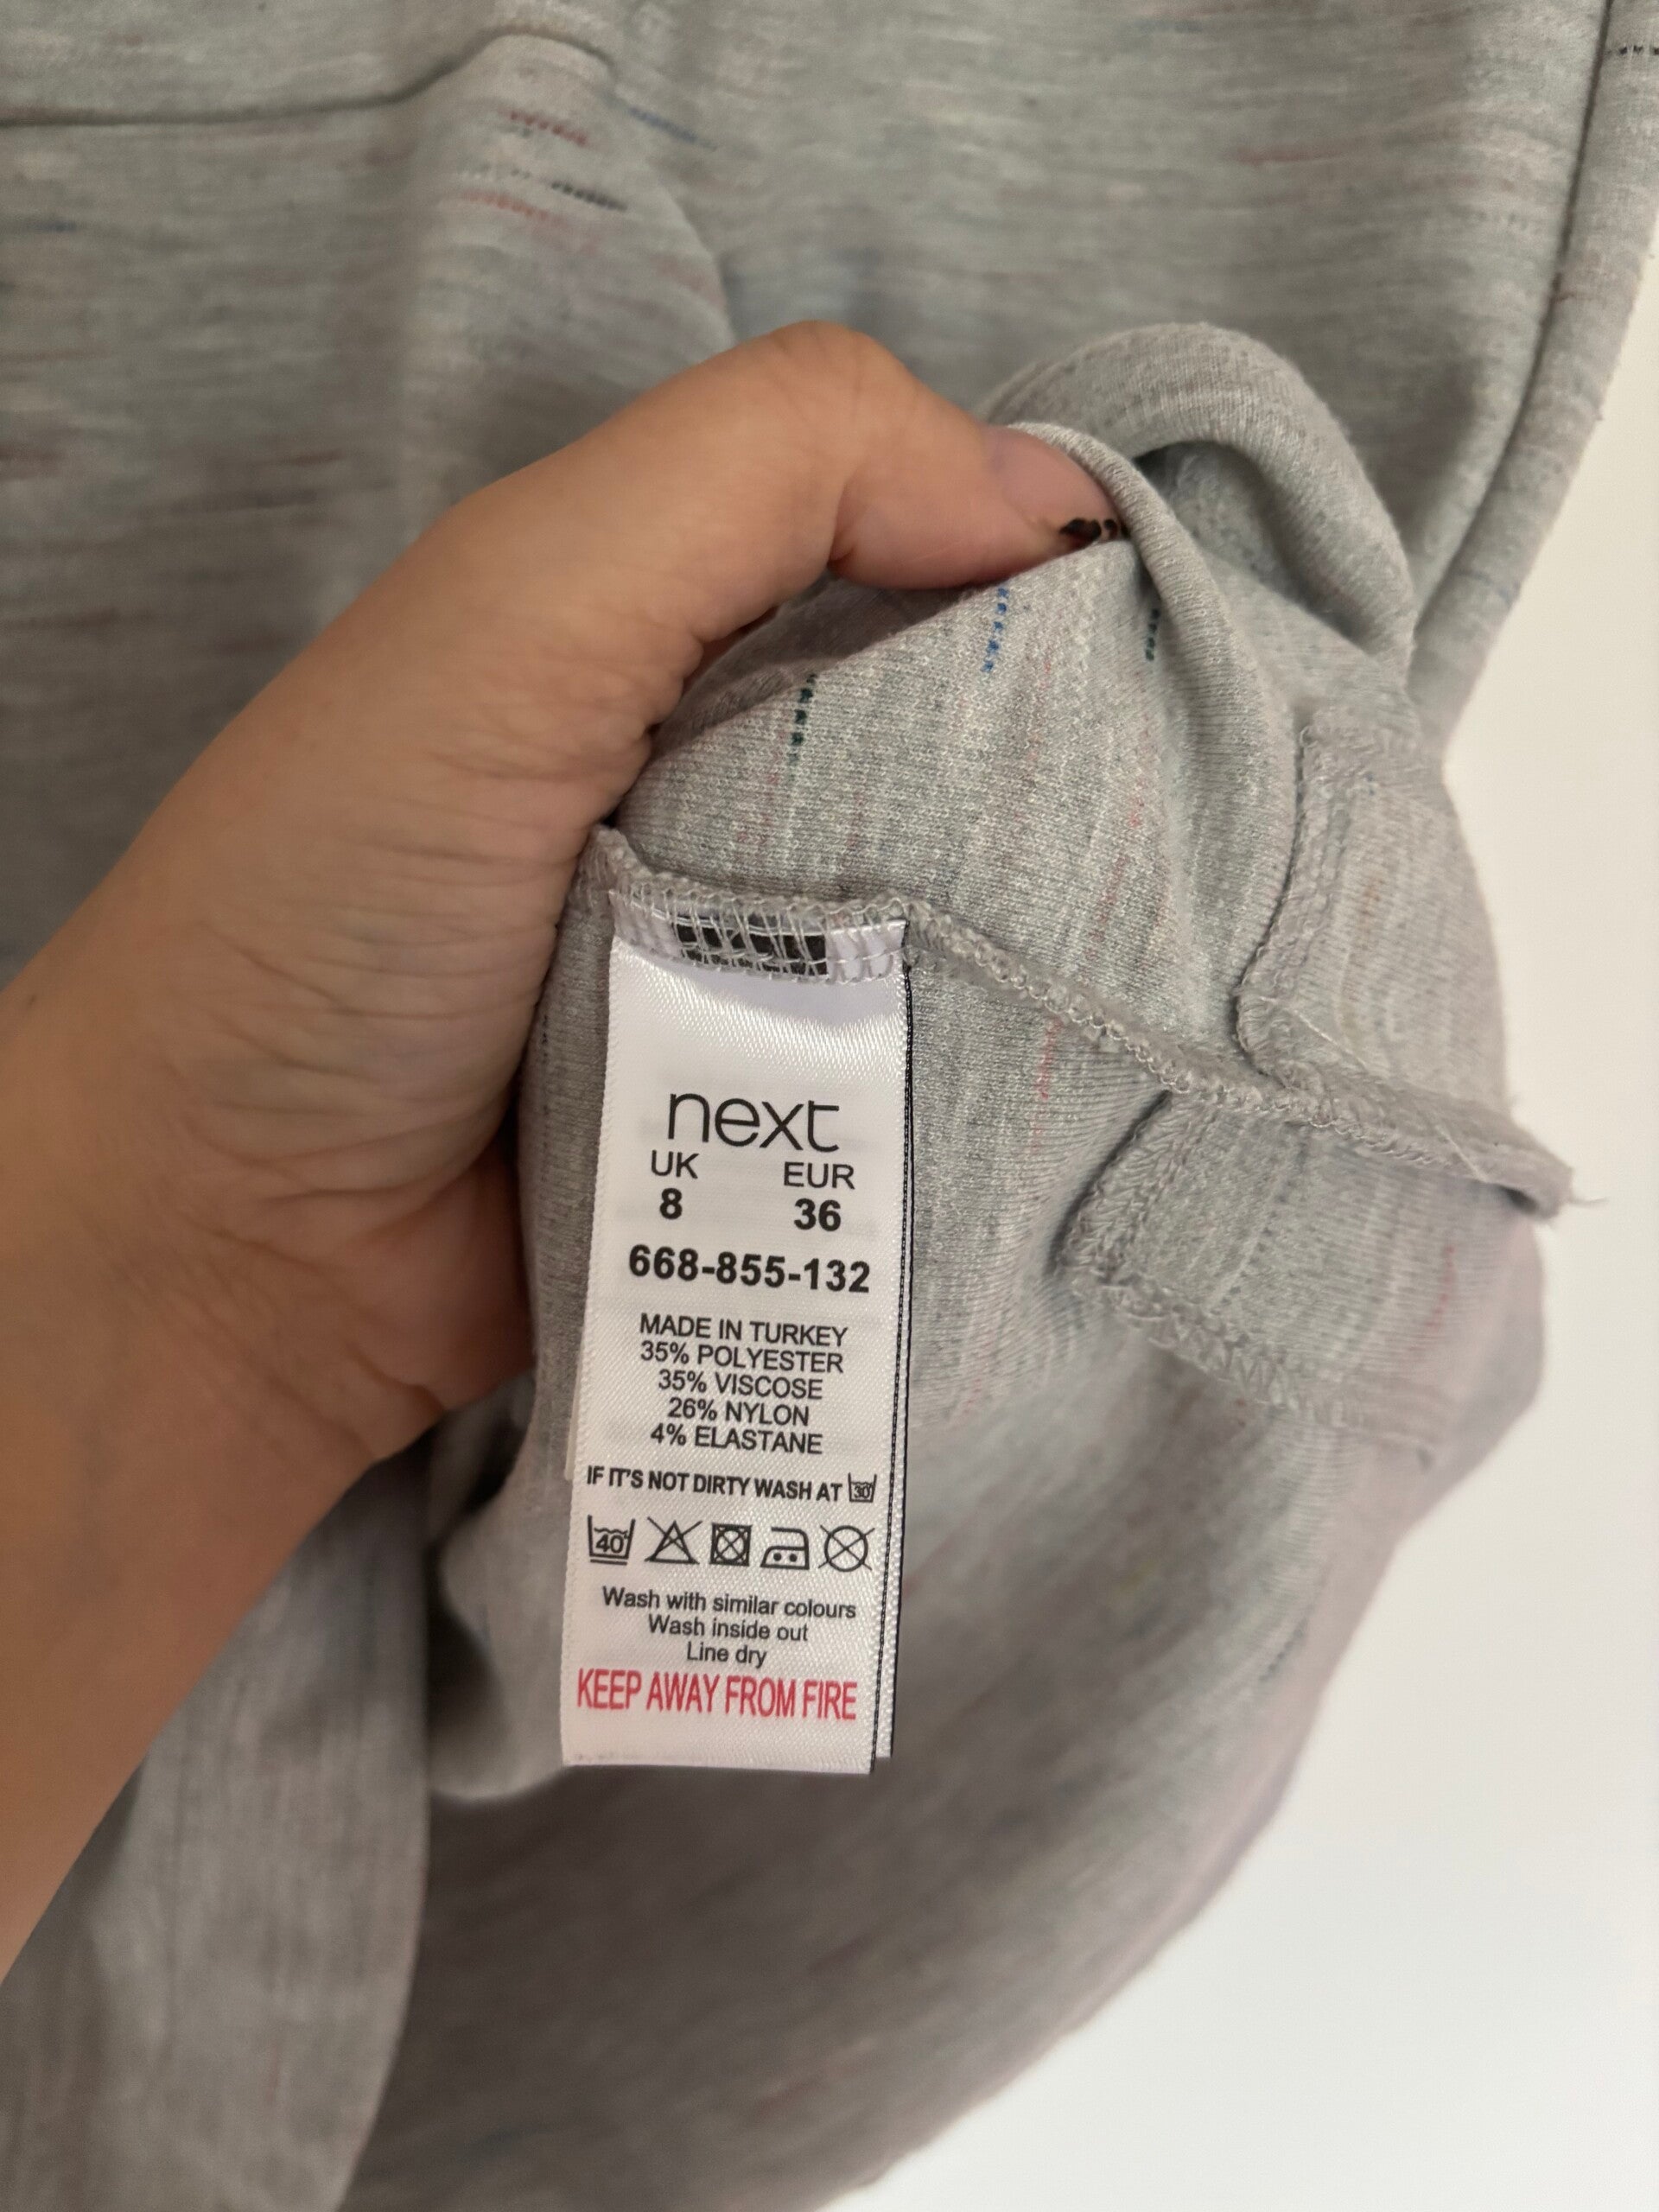 next
UK EUR
8 36
668-855-132
MADE IN TURKEY
35% POLYESTER
35% VISCOSE
26% NYLON
4% ELASTANE
IF IT'S NOT DIRTY WASH AT 30
40
Wash with similar colours
Wash inside out
Line dry
KEEP AWAY FROM FIRE